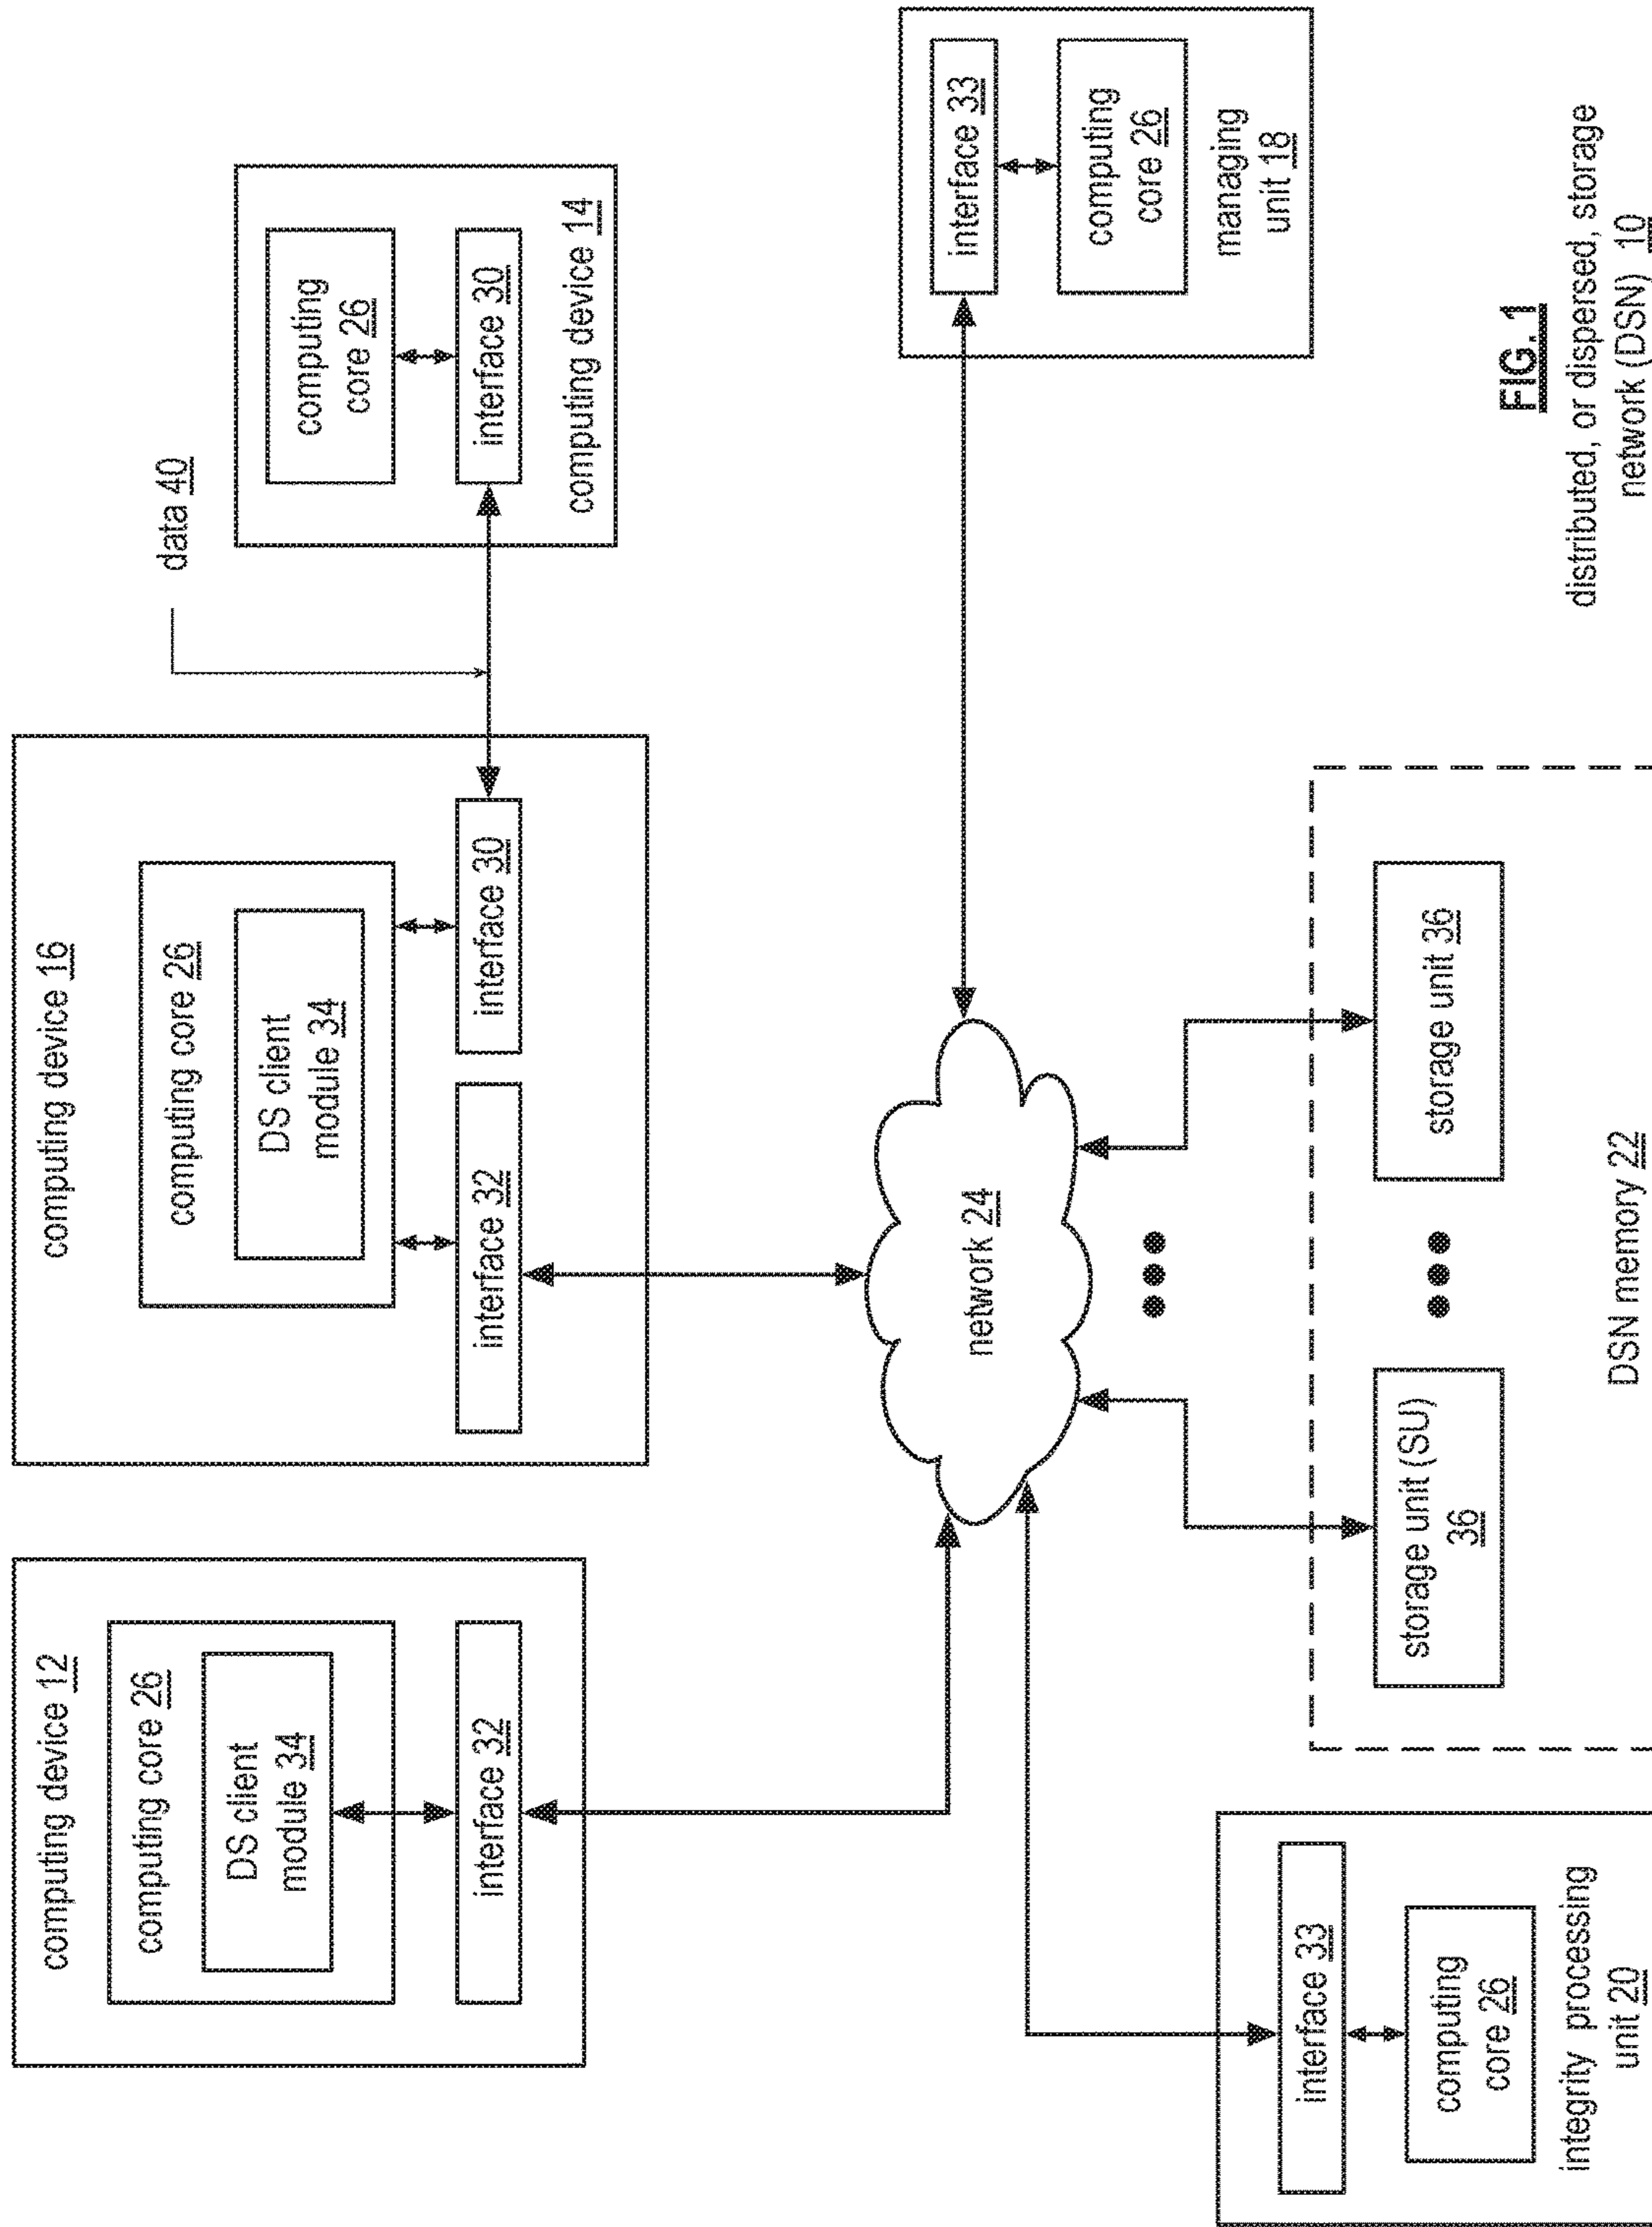 computing device 12
computing core 26
DS client
module 34
interface 32
computing device 16
computing core 26
DS client
module 34
interface 32
interface 30
data 40
computing
core 26
interface 30
computing device 14
network 24
interface 33
computing
core 26
managing
unit 18
interface 33
computing
core 26
integrity processing
unit 20
storage unit (SU)
36
storage unit 36
DSN memory 22
FIG. 1
distributed, or dispersed, storage
network (DSN) 10